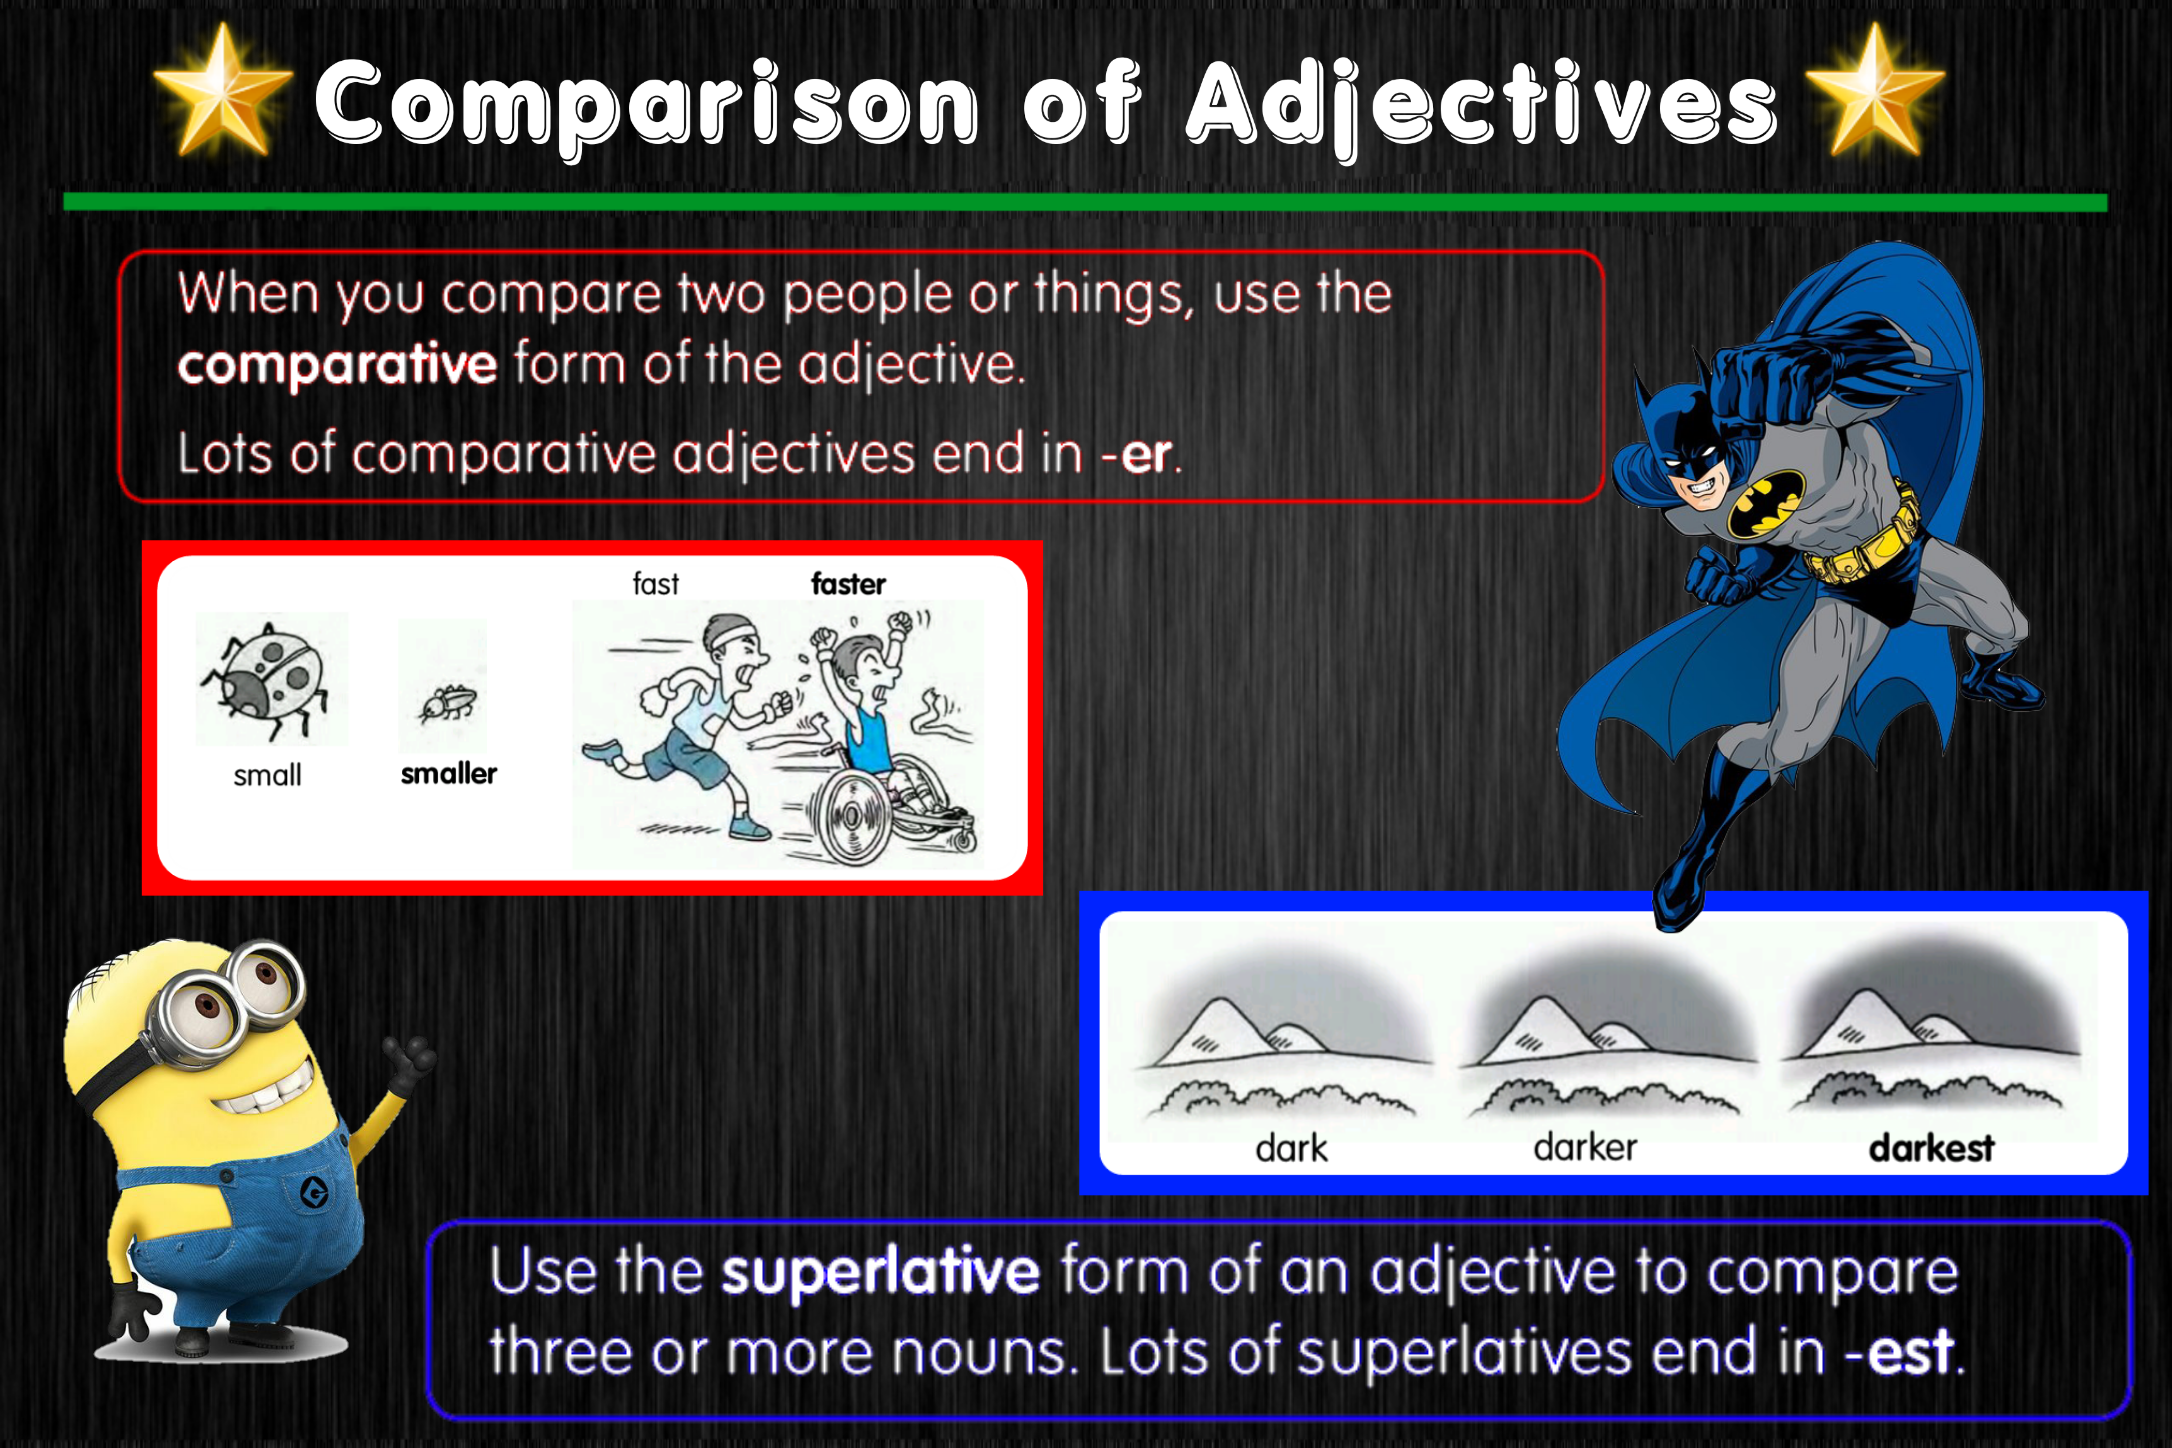 Comparison of Adjectives
When you compare two people or things, use the
comparative form of the adjective.
Lots of comparative adjectives end in -er.
fast faster
small smaller
dark darker darkest
Use the superlative form of an adjective to compare
three or more nouns. Lots of superlatives end in -est.